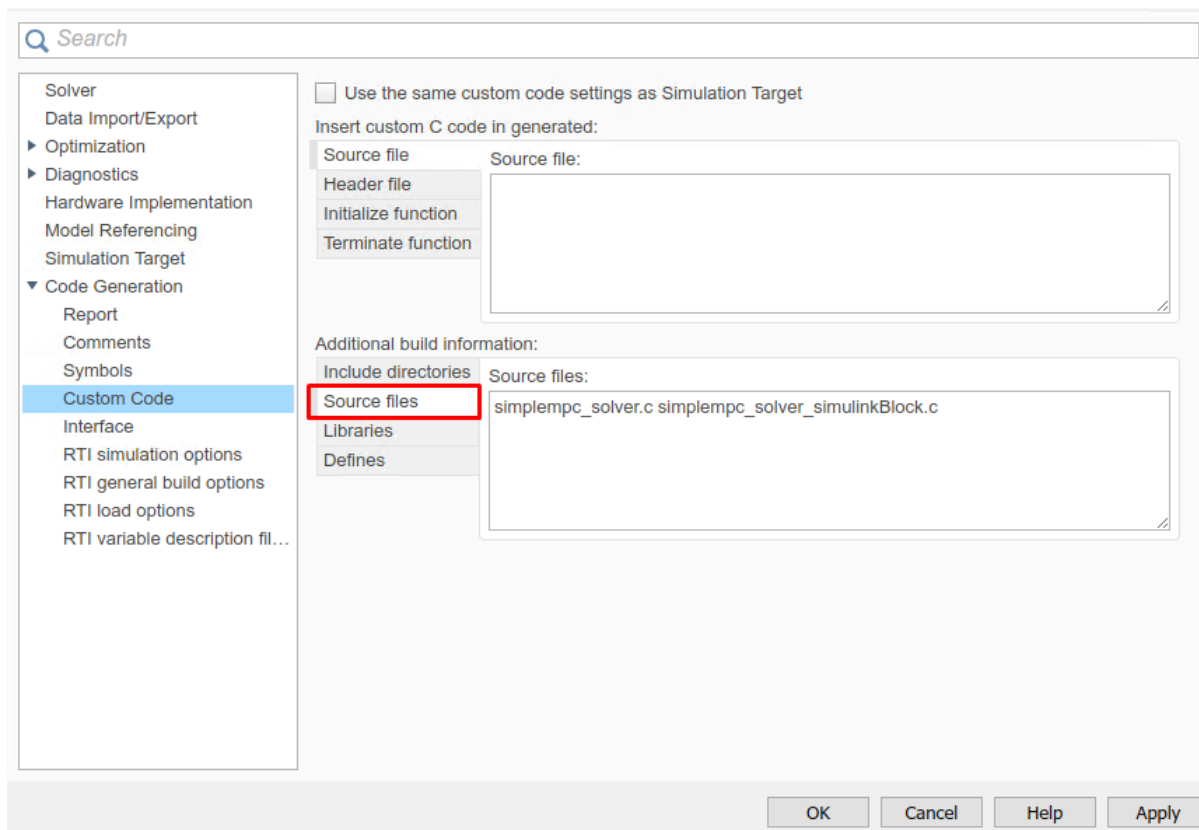 Search
Solver
Data Import/Export
Optimization
Diagnostics
Hardware Implementation
Model Referencing
Simulation Target
Code Generation
Report
Comments
Symbols
Custom Code
Interface
RTI simulation options
RTI general build options
RTI load options
RTI variable description fil...
Use the same custom code settings as Simulation Target
Insert custom C code in generated:
Source file
Header file
Initialize function
Terminate function
Source file:
Additional build information:
Include directories
Source files
Libraries
Defines
Source files:
simplempc_solver.c simplempc_solver_simulinkBlock.c
OK Cancel Help Apply